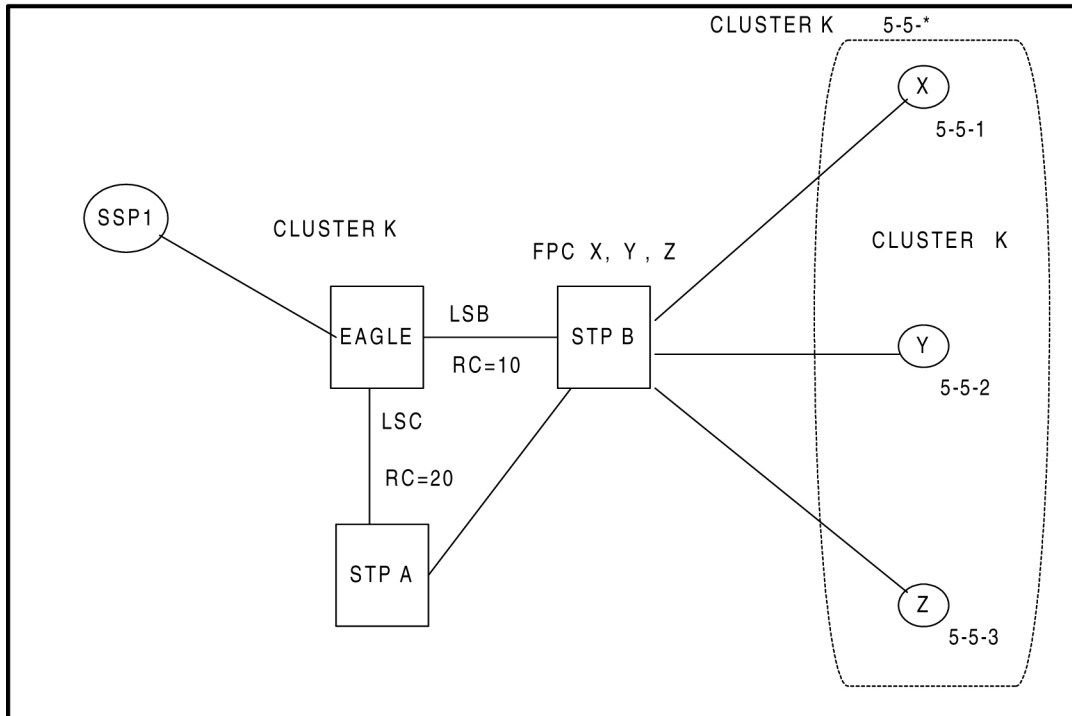 CLUSTER K 5-5-*
X
5-5-1
SSP1
CLUSTER K
CLUSTER K
FPC X, Y , Z
EAGLE
LSB
RC=10
STP B
Y
5-5-2
LSC
RC=20
STP A
Z
5-5-3